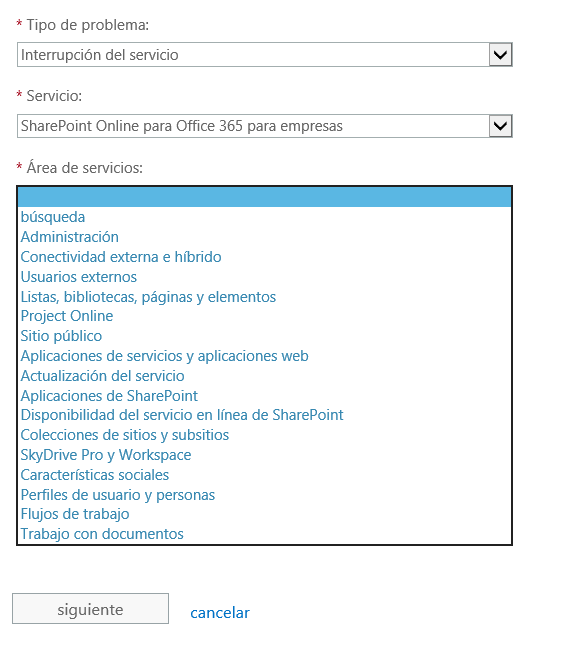 * Tipo de problema:
Interrupción del servicio
* Servicio:
SharePoint Online para Office 365 para empresas
* Área de servicios:
búsqueda
Administración
Conectividad externa e híbrido
Usuarios externos
Listas, bibliotecas, páginas y elementos
Project Online
Sitio público
Aplicaciones de servicios y aplicaciones web
Actualización del servicio
Aplicaciones de SharePoint
Disponibilidad del servicio en línea de SharePoint
Colecciones de sitios y subsitios
SkyDrive Pro y Workspace
Características sociales
Perfiles de usuario y personas
Flujos de trabajo
Trabajo con documentos
siguiente cancelar